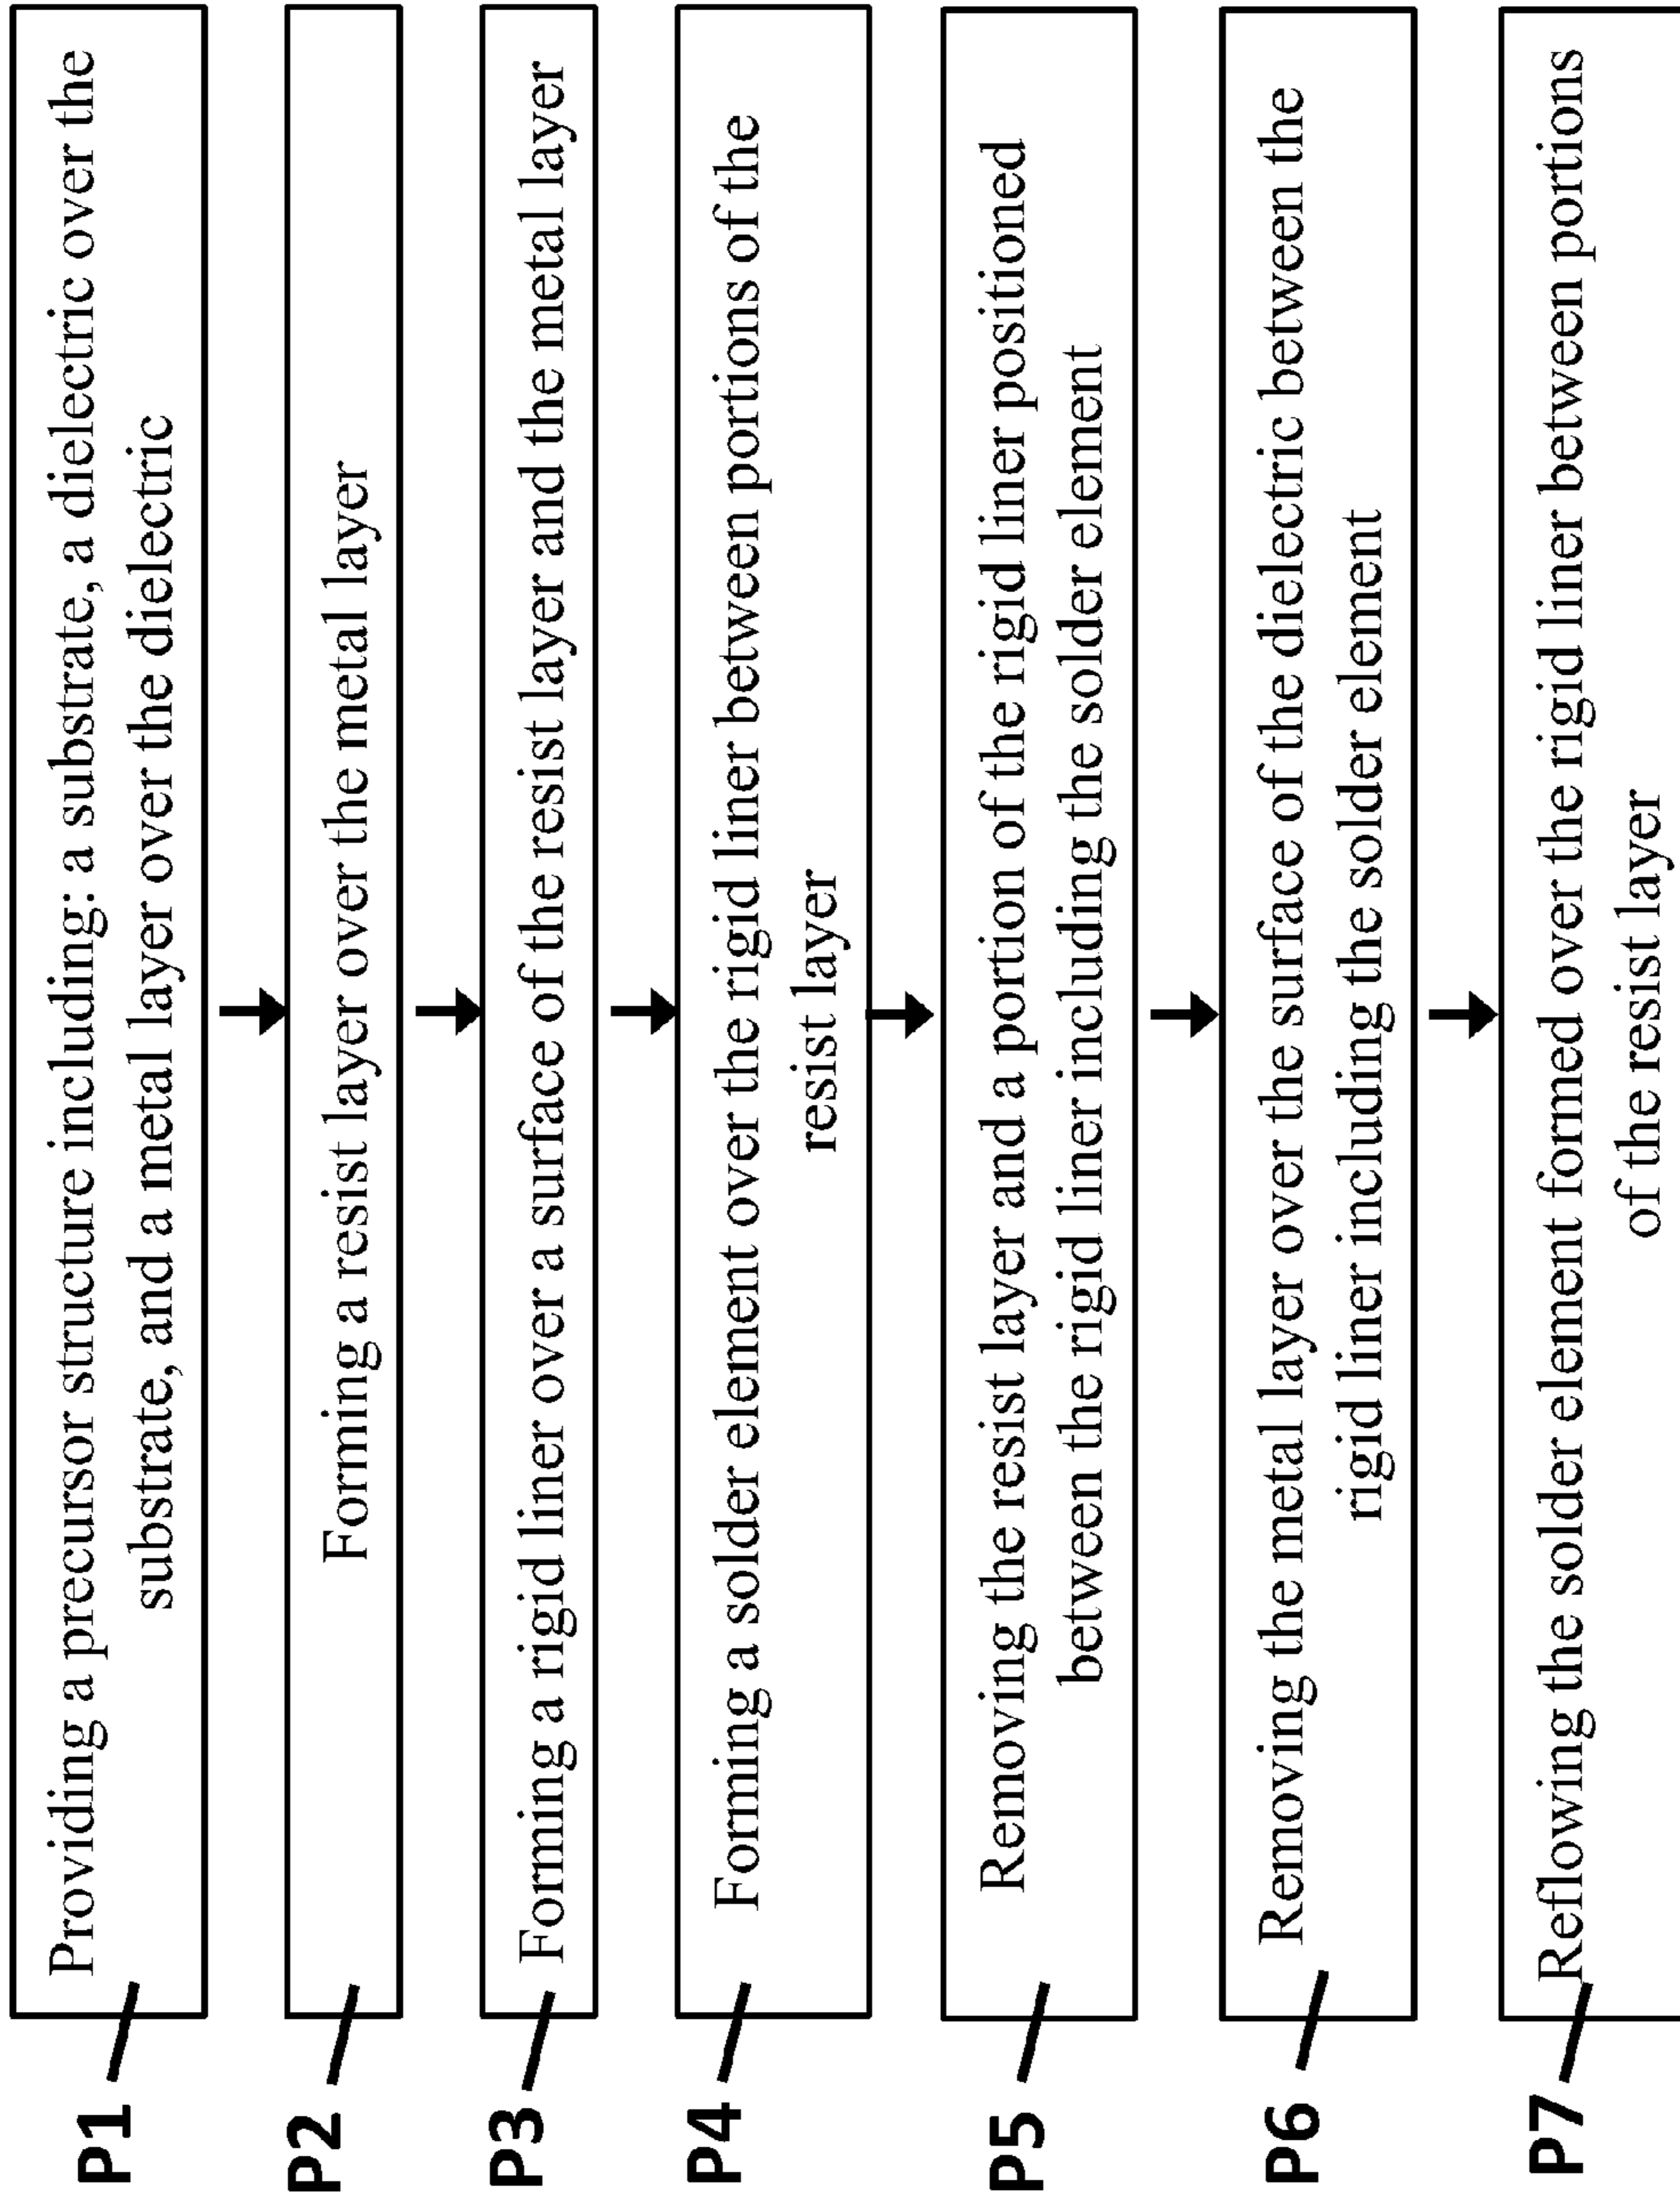 P1
Providing a precursor structure including: a substrate, a dielectric over the
substrate, and a metal layer over the dielectric
P2
Forming a resist layer over the metal layer
P3
Forming a rigid liner over a surface of the resist layer and the metal layer
P4
Forming a solder element over the rigid liner between portions of the
resist layer
P5
Removing the resist layer and a portion of the rigid liner positioned
between the rigid liner including the solder element
P6
Removing the metal layer over the surface of the dielectric between the
rigid liner including the solder element
P7
Reflowing the solder element formed over the rigid liner between portions
of the resist layer